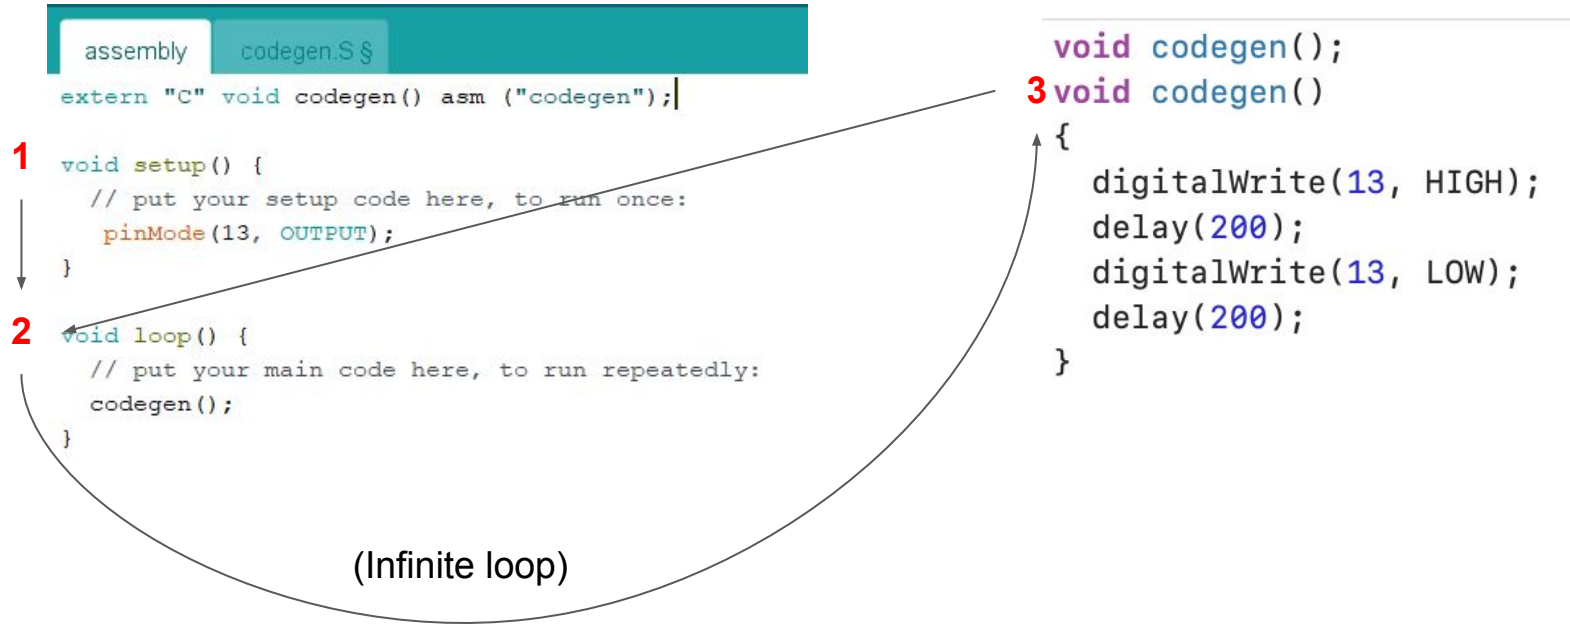 assembly codegen.S §
extern "C" void codegen() asm ("codegen");
1
void setup() {
// put your setup code here, to run once:
pinMode(13, OUTPUT);
}
2
void loop() {
// put your main code here, to run repeatedly:
codegen();
}
(Infinite loop)
void codegen();
3 void codegen()
{
digitalWrite(13, HIGH);
delay(200);
digitalWrite(13, LOW);
delay(200);
}